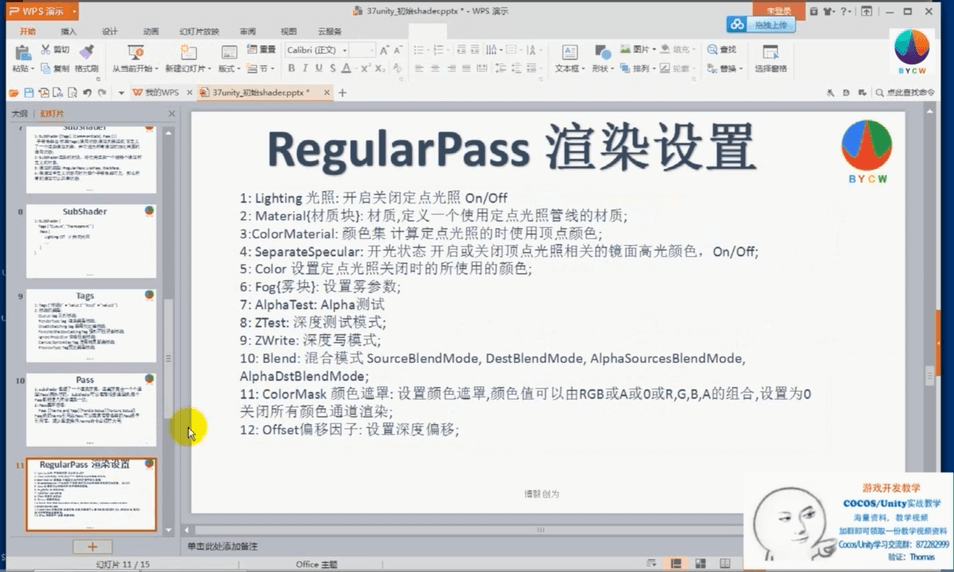 WPS 演示
37unity_初始shader.pptx * - WPS 演示
未登录
拖拽上传
开始 插入 设计 动画 幻灯片放映 审阅 视图 云服务
剪切
重置
Calibri (正文)
图片
填充
查找
粘贴 复制 格式刷
从当前开始 新建幻灯片 版式 节
文本框 形状 排列 轮廓
替换 选择窗格
B Y C W
我的WPS
37unity_初始shader.pptx *
点此查找命令
大纲 幻灯片
7
SubShader
8
SubShader
9
Tags
10
Pass
11
RegularPass 渲染设置
RegularPass 渲染设置
B Y C W
1: Lighting 光照: 开启关闭定点光照 On/Off
2: Material{材质块}: 材质,定义一个使用定点光照管线的材质;
3:ColorMaterial: 颜色集 计算定点光照的时使用顶点颜色;
4: SeparateSpecular: 开光状态 开启或关闭顶点光照相关的镜面高光颜色，On/Off;
5: Color 设置定点光照关闭时的所使用的颜色;
6: Fog{雾块}: 设置雾参数;
7: AlphaTest: Alpha测试
8: ZTest: 深度测试模式;
9: ZWrite: 深度写模式;
10: Blend: 混合模式 SourceBlendMode, DestBlendMode, AlphaSourcesBlendMode,
AlphaDstBlendMode;
11: ColorMask 颜色遮罩: 设置颜色遮罩,颜色值可以由RGB或A或0或R,G,B,A的组合,设置为0
关闭所有颜色通道渲染;
12: Offset偏移因子: 设置深度偏移;
博毅创为
单击此处添加备注
幻灯片 11 / 15
Office 主题
游戏开发教学
COCOS/Unity实战教学
海量资料，教学视频
加群即可领取一份教学视频资料
Cocos/Unity学习交流群: 872282999
验证: Thomas